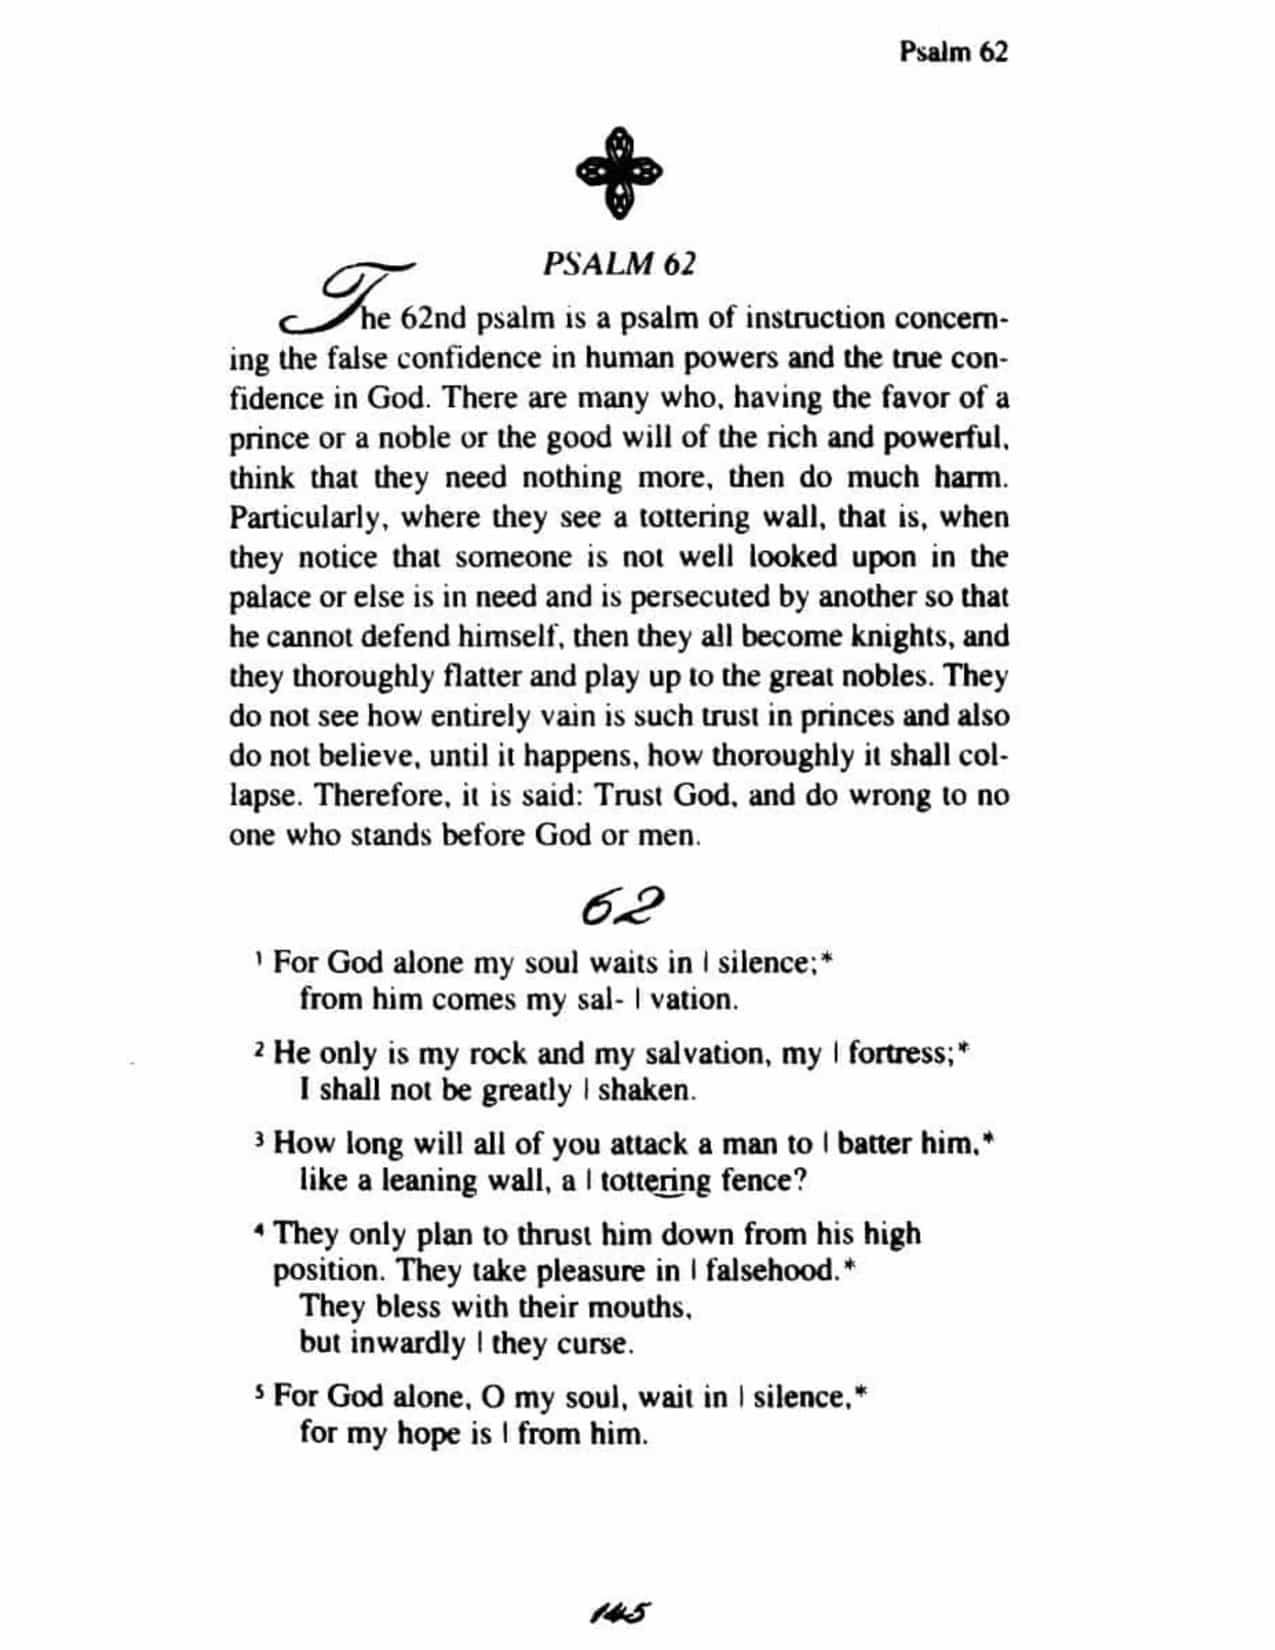 Psalm 62
PSALM 62
The 62nd psalm is a psalm of instruction concern-
ing the false confidence in human powers and the true con-
fidence in God. There are many who, having the favor of a
prince or a noble or the good will of the rich and powerful,
think that they need nothing more, then do much harm.
Particularly, where they see a tottering wall, that is, when
they notice that someone is not well looked upon in the
palace or else is in need and is persecuted by another so that
he cannot defend himself, then they all become knights, and
they thoroughly flatter and play up to the great nobles. They
do not see how entirely vain is such trust in princes and also
do not believe, until it happens, how thoroughly it shall col-
lapse. Therefore, it is said: Trust God, and do wrong to no
one who stands before God or men.
62
1 For God alone my soul waits in | silence;*
from him comes my sal- | vation.
2 He only is my rock and my salvation, my | fortress;*
I shall not be greatly | shaken.
3 How long will all of you attack a man to | batter him,*
like a leaning wall, a | tottering fence?
4 They only plan to thrust him down from his high
position. They take pleasure in | falsehood.*
They bless with their mouths,
but inwardly | they curse.
5 For God alone, O my soul, wait in | silence,*
for my hope is | from him.
145